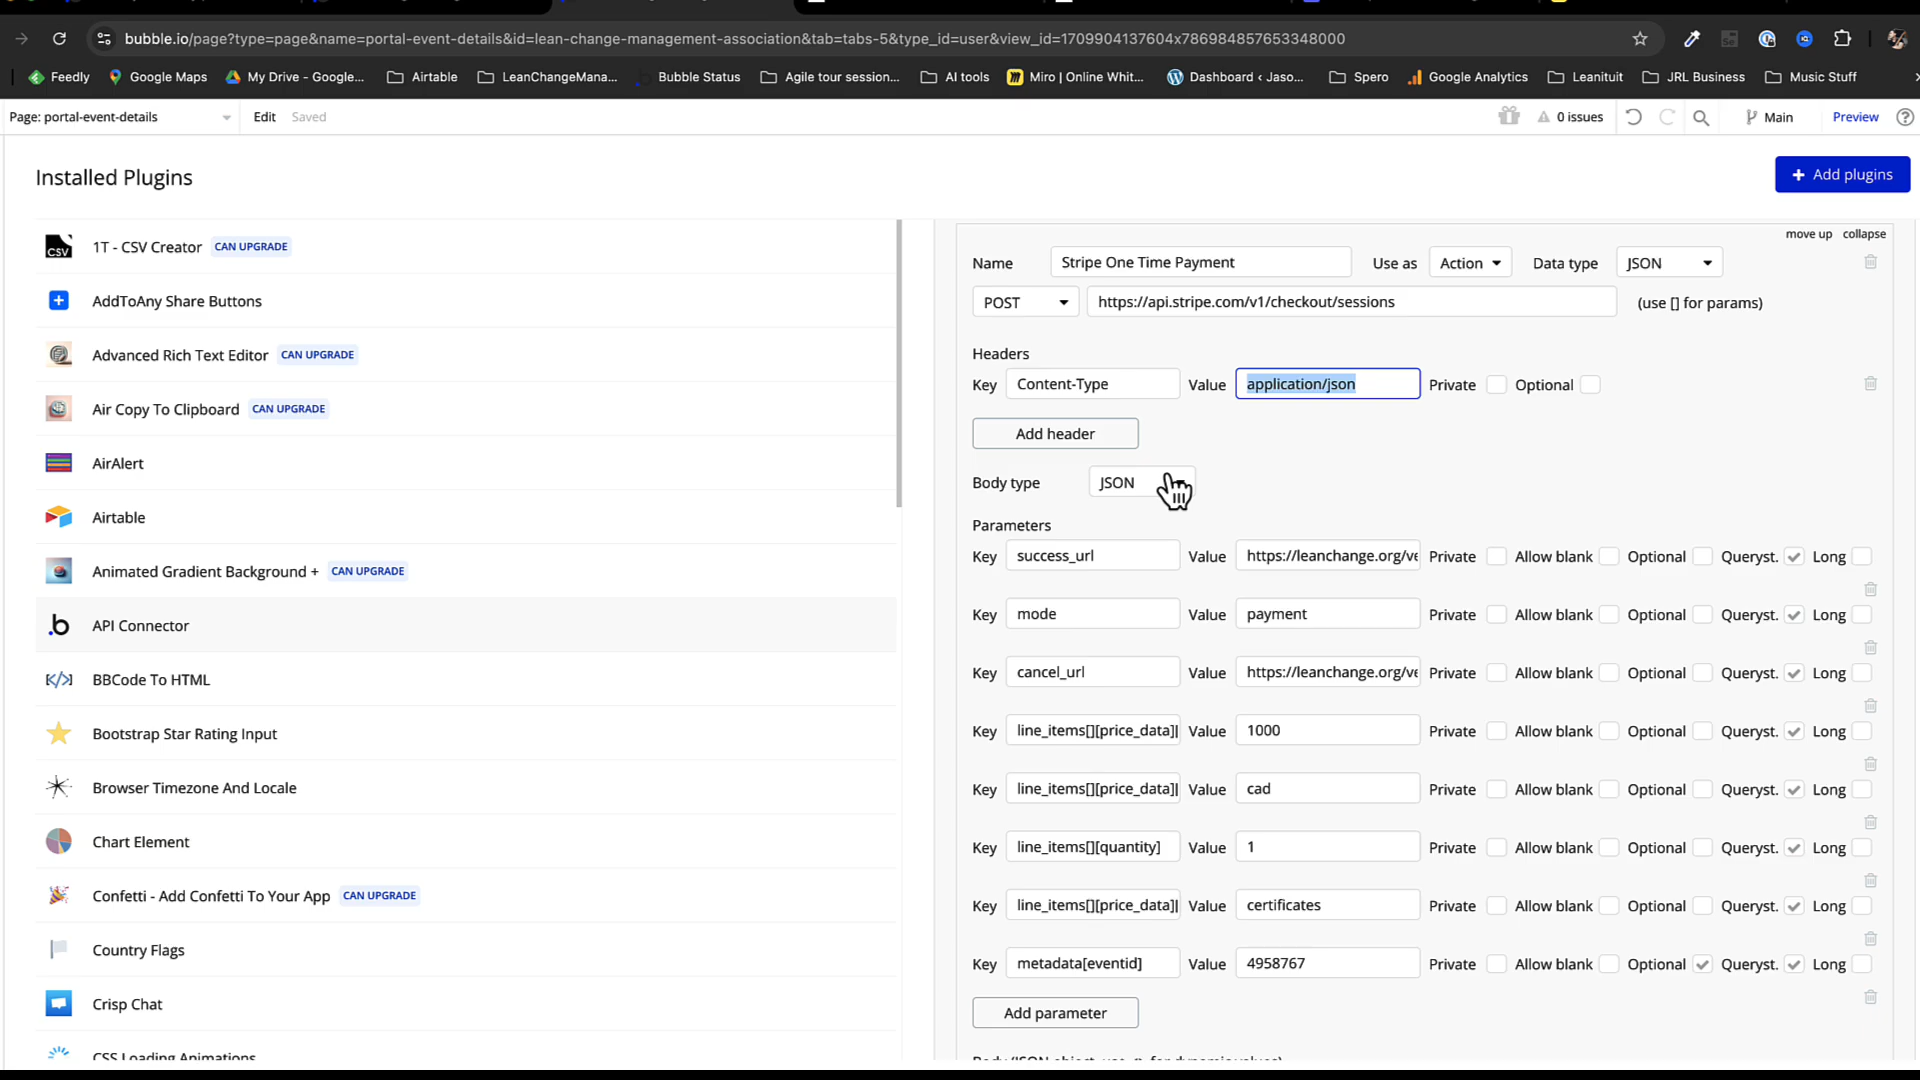 bubble.io/page?type=page&name=portal-event-details&id=lean-change-management-association&tab=tabs-5&type_id=user&view_id=1709904137604x786984857653348000
Feedly Google Maps My Drive - Google... Airtable LeanChangeMana... Bubble Status Agile tour session... AI tools Miro | Online Whit... Dashboard ‹ Jaso... Spero Google Analytics Leanituit JRL Business Music Stuff
Page: portal-event-details Edit Saved 0 issues Main Preview
Installed Plugins
+ Add plugins
1T - CSV Creator CAN UPGRADE
AddToAny Share Buttons
Advanced Rich Text Editor CAN UPGRADE
Air Copy To Clipboard CAN UPGRADE
AirAlert
Airtable
Animated Gradient Background + CAN UPGRADE
API Connector
BBCode To HTML
Bootstrap Star Rating Input
Browser Timezone And Locale
Chart Element
Confetti - Add Confetti To Your App CAN UPGRADE
Country Flags
Crisp Chat
CSS Loading Animations
move up collapse
Name Stripe One Time Payment Use as Action Data type JSON
POST https://api.stripe.com/v1/checkout/sessions (use [] for params)
Headers
Key Content-Type Value application/json Private Optional
Add header
Body type JSON
Parameters
Key success_url Value https://leanchange.org/ve Private Allow blank Optional Queryst. Long
Key mode Value payment Private Allow blank Optional Queryst. Long
Key cancel_url Value https://leanchange.org/ve Private Allow blank Optional Queryst. Long
Key line_items[][price_data][ Value 1000 Private Allow blank Optional Queryst. Long
Key line_items[][price_data][ Value cad Private Allow blank Optional Queryst. Long
Key line_items[][quantity] Value 1 Private Allow blank Optional Queryst. Long
Key line_items[][price_data][ Value certificates Private Allow blank Optional Queryst. Long
Key metadata[eventid] Value 4958767 Private Allow blank Optional Queryst. Long
Add parameter